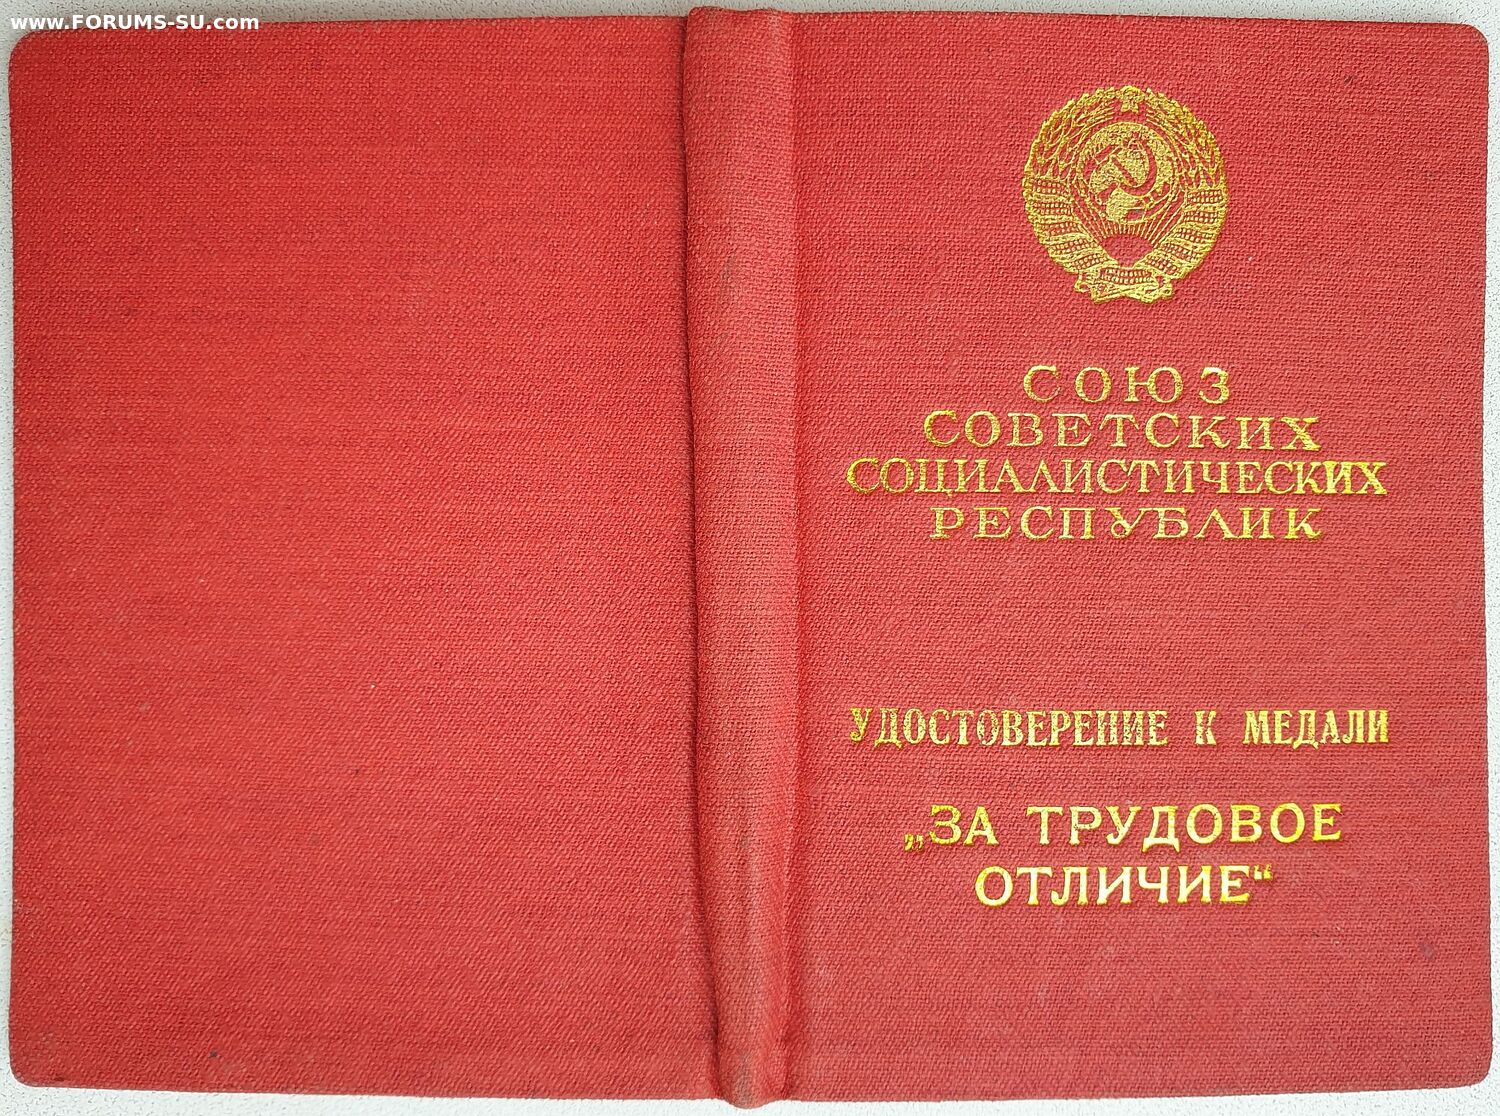 www.FORUMS-SU.com
СОЮЗ
СОВЕТСКИХ
СОЦИАЛИСТИЧЕСКИХ
РЕСПУБЛИК
УДОСТОВЕРЕНИЕ К МЕДАЛИ
„ЗА ТРУДОВОЕ
ОТЛИЧИЕ“